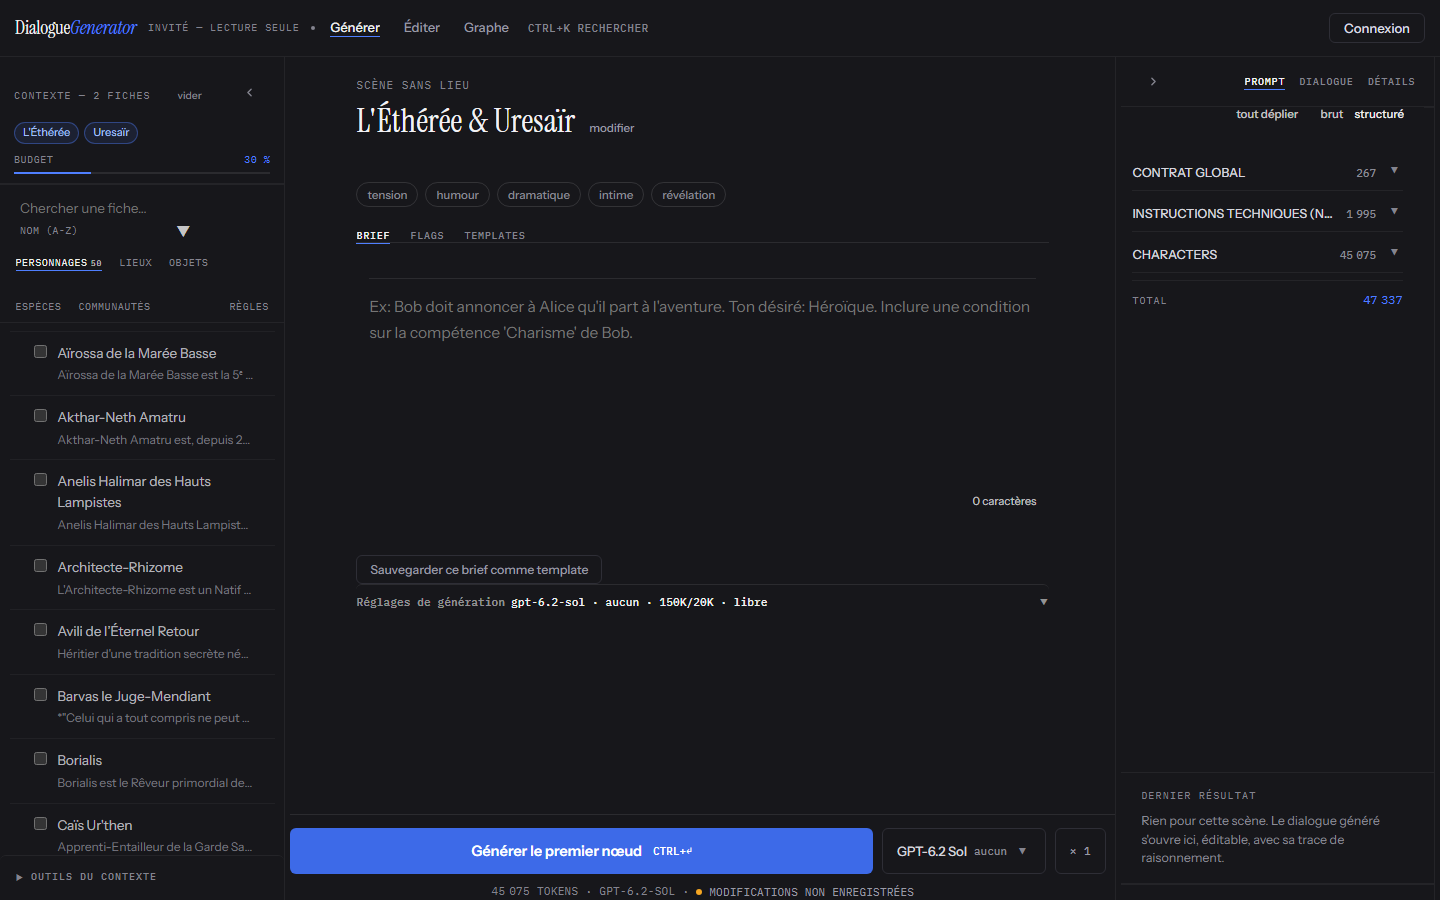 DialogueGenerator INVITÉ — LECTURE SEULE • Générer Éditer Graphe CTRL+K RECHERCHER Connexion
CONTEXTE — 2 FICHES vider
L'Éthérée Uresaïr
BUDGET 30 %
Chercher une fiche...
NOM (A-Z)
PERSONNAGES 50 LIEUX OBJETS
ESPÈCES COMMUNAUTÉS RÈGLES
Aïrossa de la Marée Basse
Aïrossa de la Marée Basse est la 5ᵉ ...
Akthar-Neth Amatru
Akthar-Neth Amatru est, depuis 2...
Anelis Halimar des Hauts
Lampistes
Anelis Halimar des Hauts Lampist...
Architecte-Rhizome
L'Architecte-Rhizome est un Natif ...
Avili de l'Éternel Retour
Héritier d'une tradition secrète né...
Barvas le Juge-Mendiant
*"Celui qui a tout compris ne peut ...
Borialis
Borialis est le Rêveur primordial de...
Caïs Ur'then
Apprenti-Entailleur de la Garde Sa...
▶ OUTILS DU CONTEXTE
SCÈNE SANS LIEU
L'Éthérée & Uresaïr modifier
tension humour dramatique intime révélation
BRIEF FLAGS TEMPLATES
Ex: Bob doit annoncer à Alice qu'il part à l'aventure. Ton désiré: Héroïque. Inclure une condition
sur la compétence 'Charisme' de Bob.
0 caractères
Sauvegarder ce brief comme template
Réglages de génération gpt-6.2-sol · aucun · 150K/20K · libre ▼
Générer le premier nœud CTRL+↵ GPT-6.2 Sol aucun ▼ × 1
45 075 TOKENS · GPT-6.2-SOL · ● MODIFICATIONS NON ENREGISTRÉES
PROMPT DIALOGUE DÉTAILS
tout déplier brut structuré
CONTRAT GLOBAL 267 ▼
INSTRUCTIONS TECHNIQUES (N... 1 995 ▼
CHARACTERS 45 075 ▼
TOTAL 47 337
DERNIER RÉSULTAT
Rien pour cette scène. Le dialogue généré
s'ouvre ici, éditable, avec sa trace de
raisonnement.